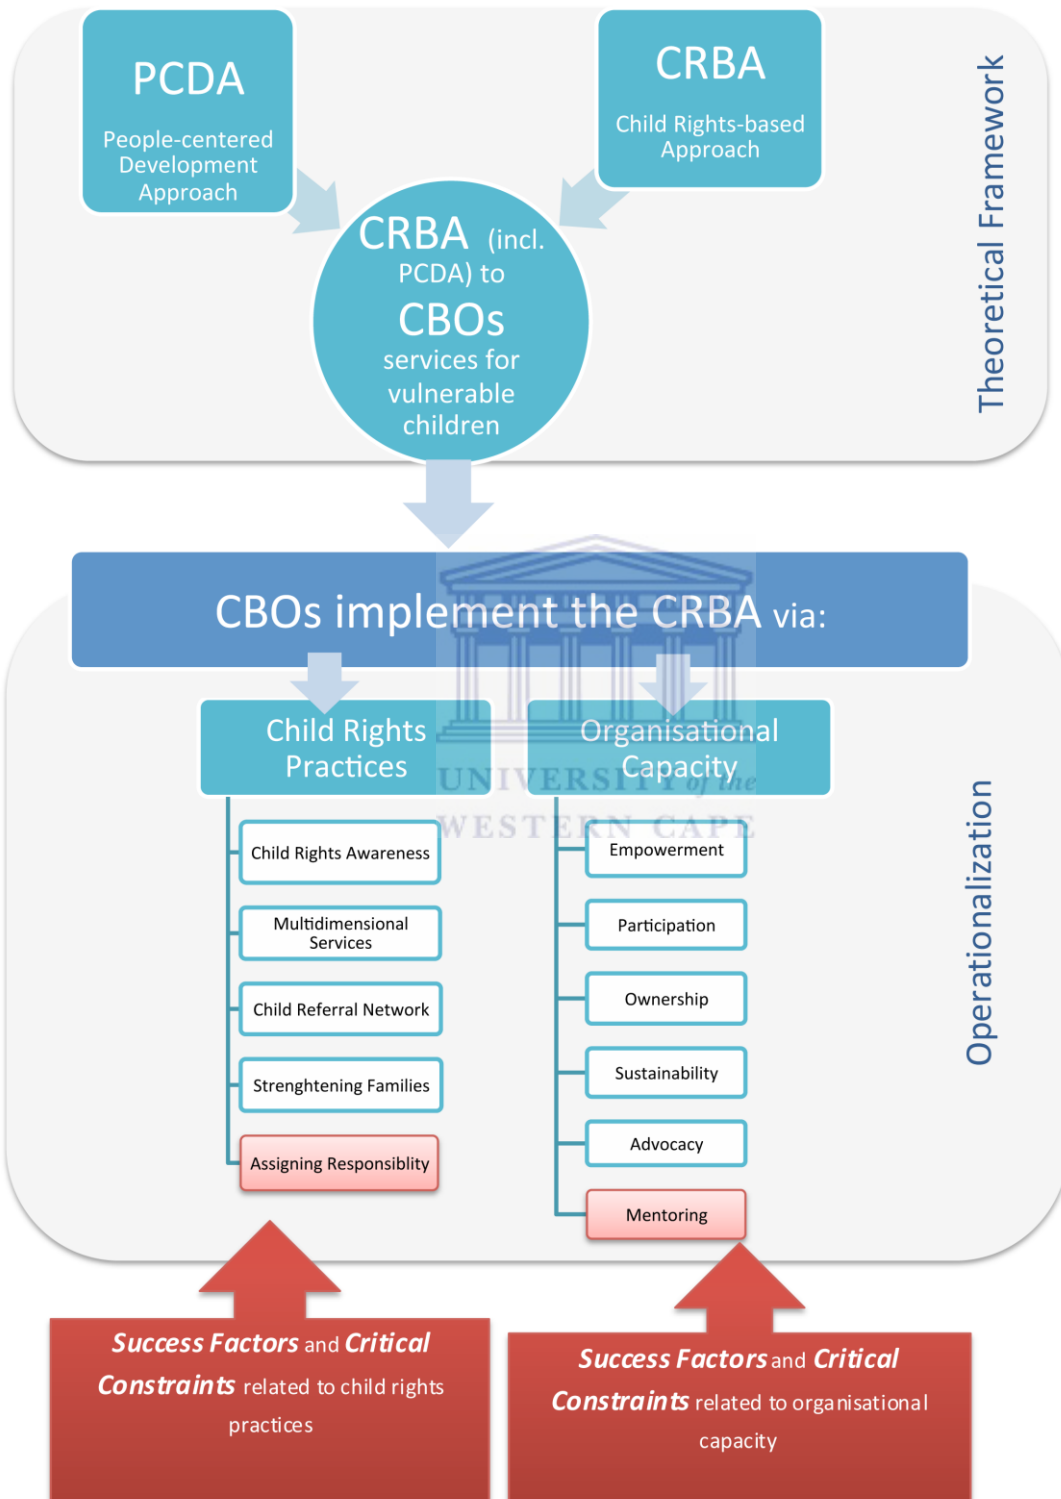 PCDA
People-centered
Development
Approach
CRBA
Child Rights-based
Approach
CRBA (incl.
PCDA) to
CBOs
services for
vulnerable
children
Theoretical Framework
CBOs implement the CRBA via:
Child Rights
Practices
Organisational
Capacity
UNIVERSITY of the
WESTERN CAPE
Child Rights Awareness
Multidimensional
Services
Child Referral Network
Strenghtening Families
Assigning Responsiblity
Empowerment
Participation
Ownership
Sustainability
Advocacy
Mentoring
Operationalization
Success Factors and Critical
Constraints related to child rights
practices
Success Factors and Critical
Constraints related to organisational
capacity